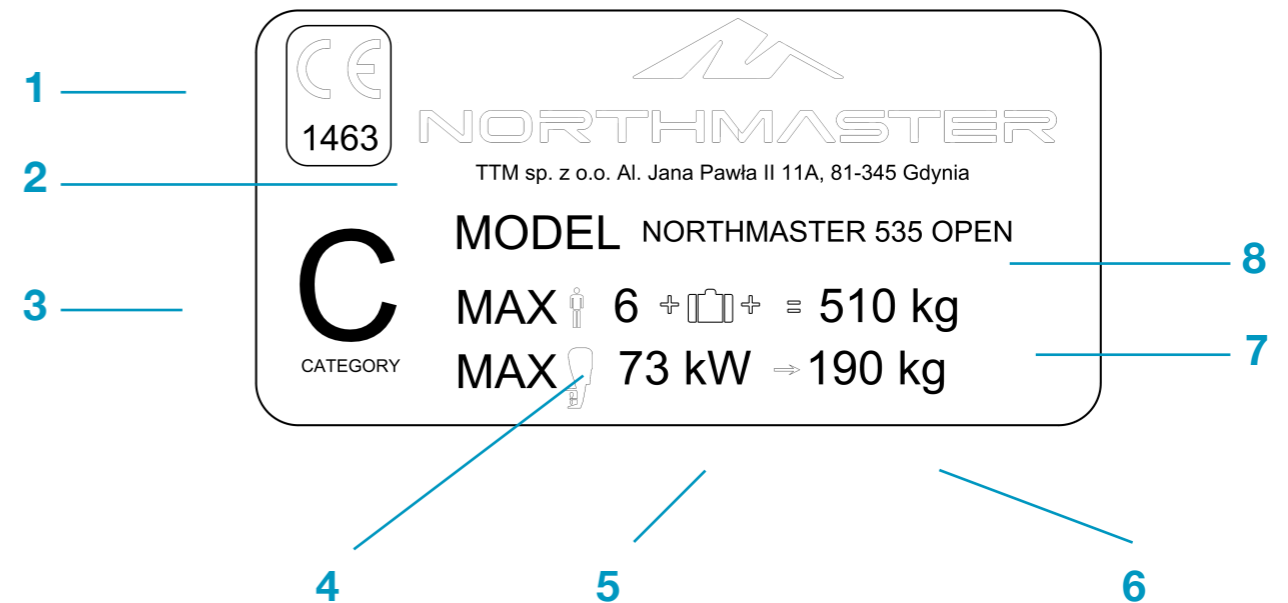 1
CE
1463
NORTHMASTER
2
TTM sp. z o.o. Al. Jana Pawła II 11A, 81-345 Gdynia
MODEL NORTHMASTER 535 OPEN
8
3
C
CATEGORY
MAX 6 + + = 510 kg
7
MAX 73 kW → 190 kg
4
5
6